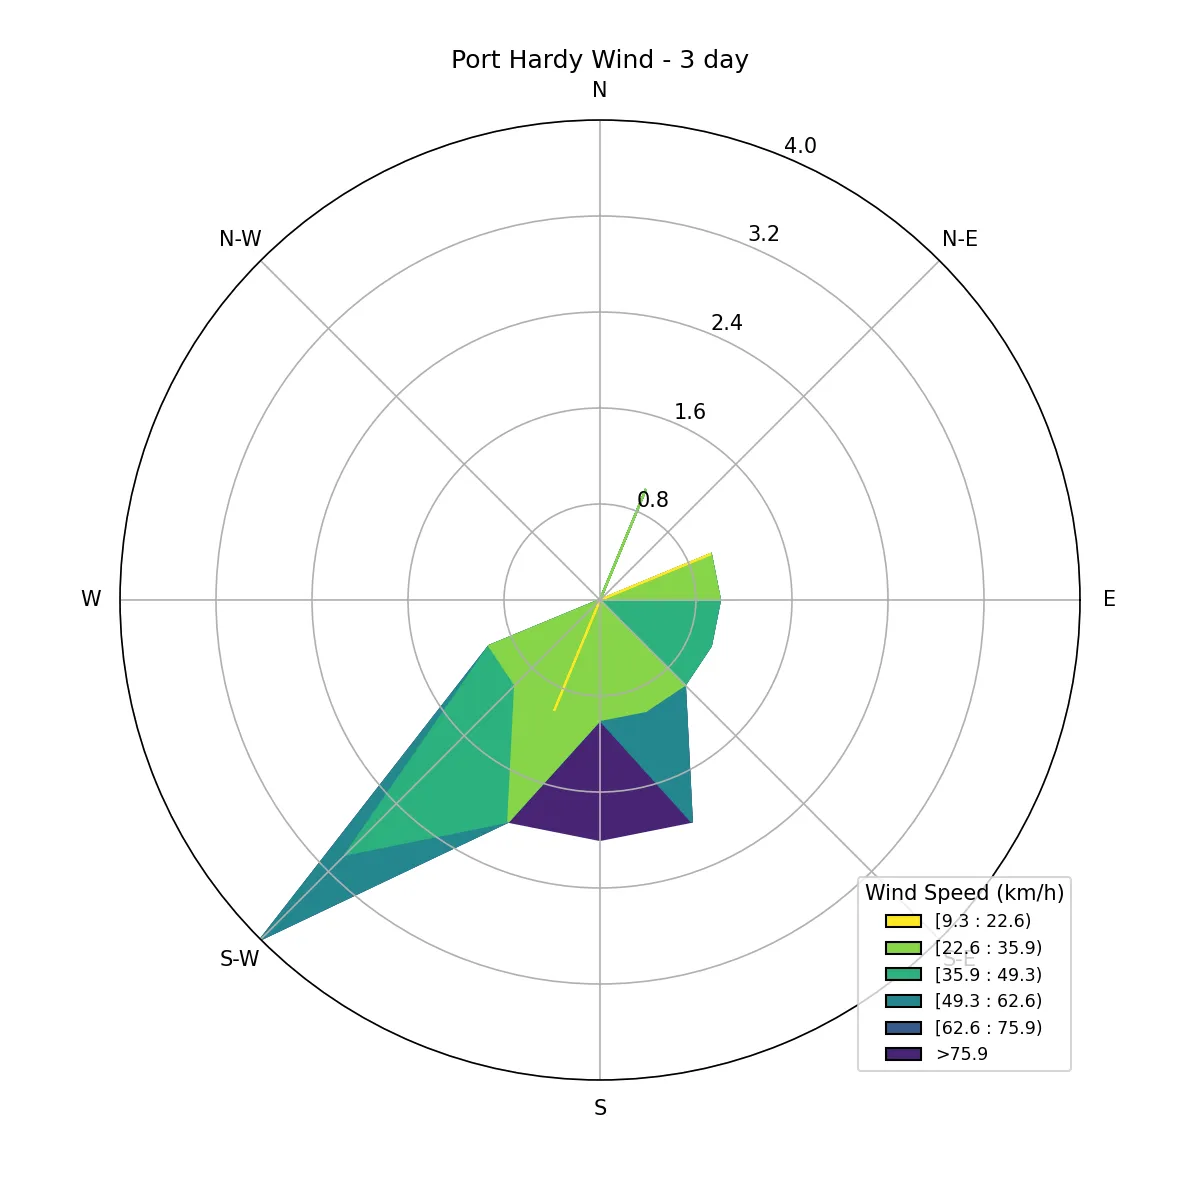 Port Hardy Wind - 3 day
N
4.0
3.2
N-W
N-E
2.4
1.6
0.8
W
E
S-W
S-E
Wind Speed (km/h)
[9.3 : 22.6)
[22.6 : 35.9)
[35.9 : 49.3)
[49.3 : 62.6)
[62.6 : 75.9)
>75.9
S